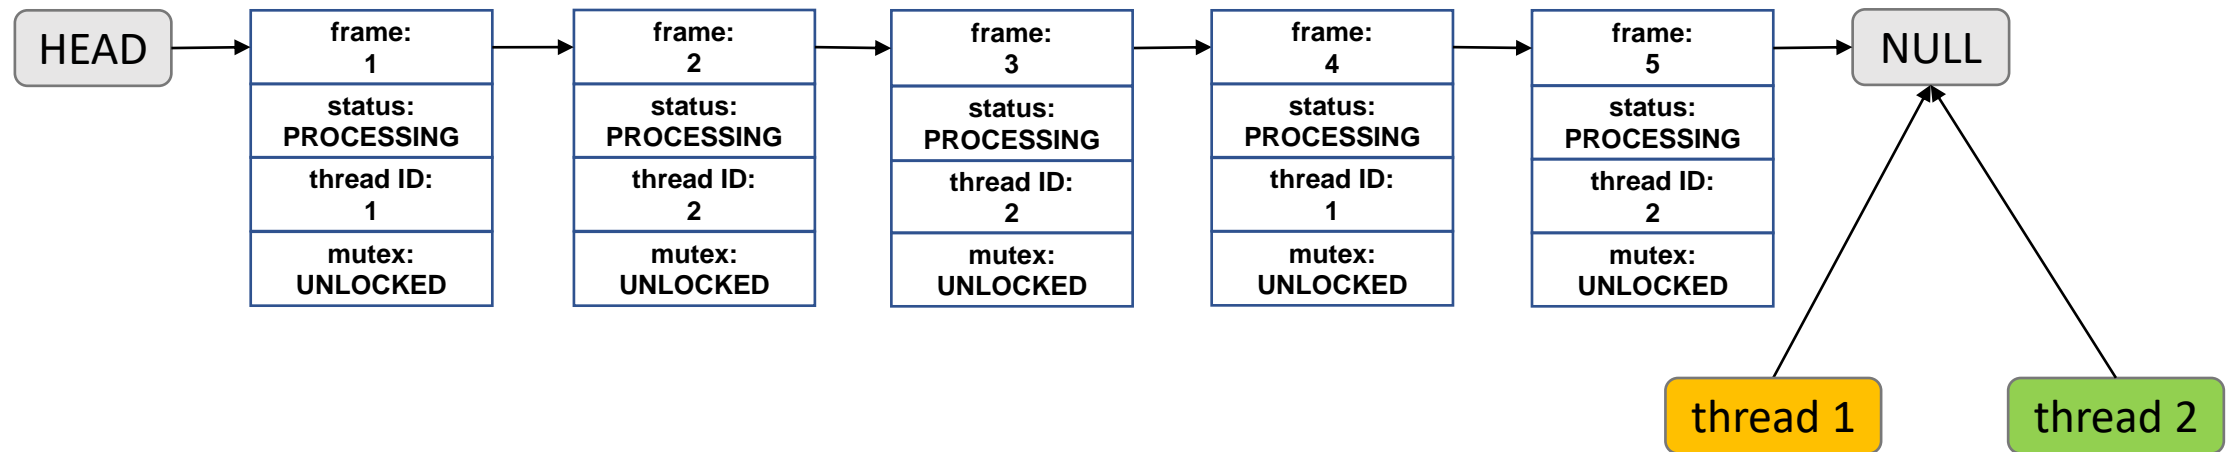 HEAD
frame:
1
status:
PROCESSING
thread ID:
1
mutex:
UNLOCKED
frame:
2
status:
PROCESSING
thread ID:
2
mutex:
UNLOCKED
frame:
3
status:
PROCESSING
thread ID:
2
mutex:
UNLOCKED
frame:
4
status:
PROCESSING
thread ID:
1
mutex:
UNLOCKED
frame:
5
status:
PROCESSING
thread ID:
2
mutex:
UNLOCKED
NULL
thread 1
thread 2